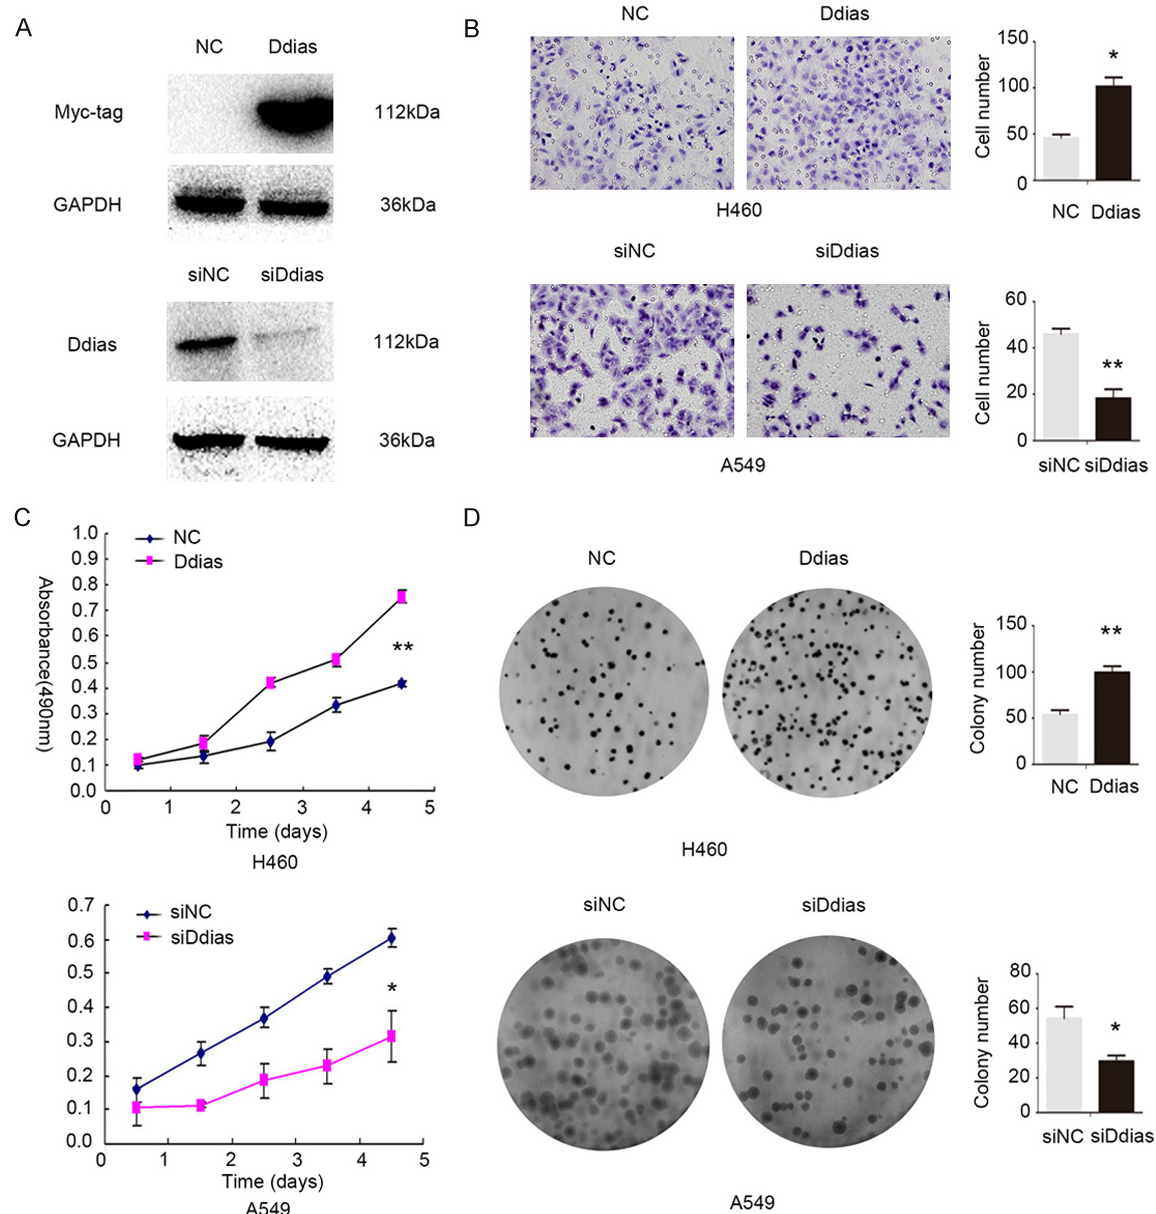 A
NC Ddias
Myc-tag 112kDa
GAPDH 36kDa
siNC siDdias
Ddias 112kDa
GAPDH 36kDa
B
NC Ddias
H460
150
100
50
0
Cell number
*
NC Ddias
siNC siDdias
A549
60
40
20
0
Cell number
**
siNC siDdias
C
NC
Ddias
1.0
0.9
0.8
0.7
0.6
0.5
0.4
0.3
0.2
0.1
0.0
Absorbance(490nm)
**
0 1 2 3 4 5
Time (days)
H460
siNC
siDdias
0.7
0.6
0.5
0.4
0.3
0.2
0.1
0.0
*
0 1 2 3 4 5
Time (days)
A549
D
NC Ddias
H460
150
100
50
0
Colony number
**
NC Ddias
siNC siDdias
A549
80
60
40
20
0
Colony number
*
siNC siDdias